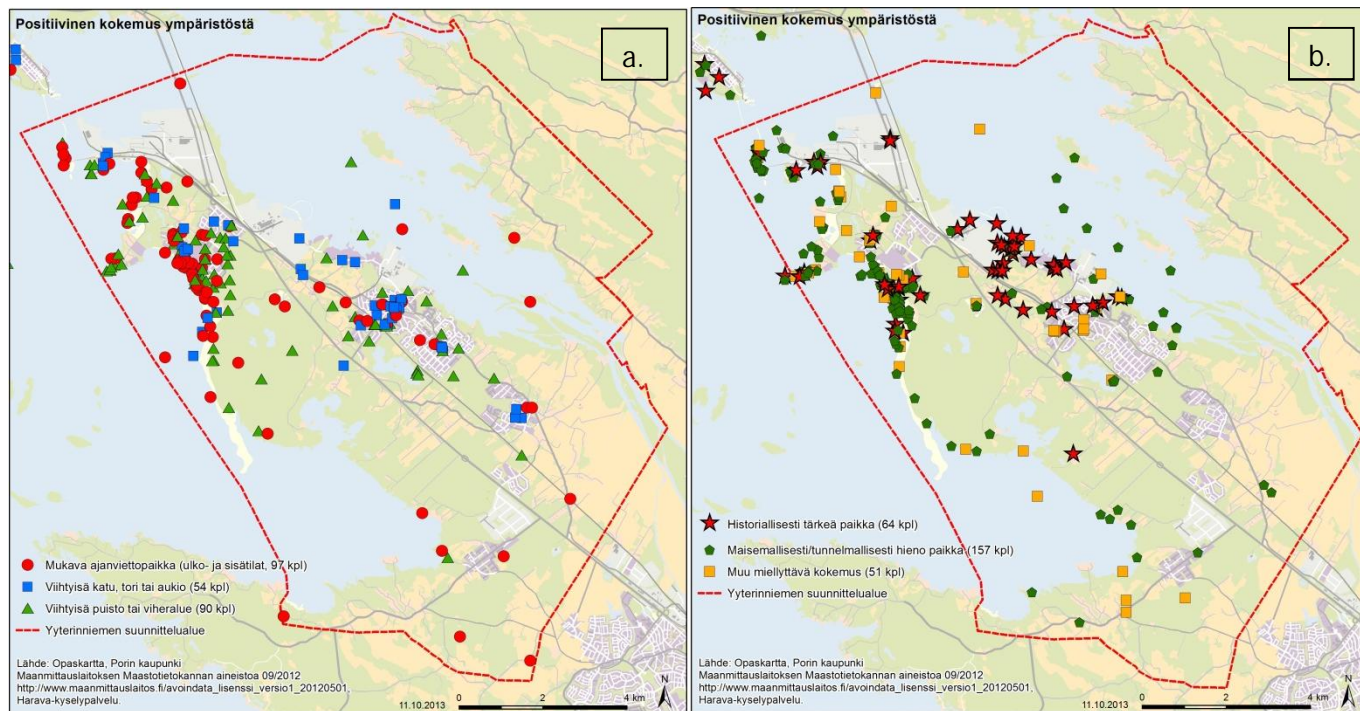 Positiivinen kokemus ympäristöstä
a.
Mukava ajanviettopaikka (ulko- ja sisätilat, 97 kpl)
Viihtyisä katu, tori tai aukio (54 kpl)
Viihtyisä puisto tai viheralue (90 kpl)
Yyterinniemen suunnittelualue
Lähde: Opaskartta, Porin kaupunki
Maanmittauslaitoksen Maastotietokannan aineistoa 09/2012
http://www.maanmittauslaitos.fi/avoindata_lisenssi_versio1_20120501,
Harava-kyselypalvelu.
11.10.2013
0 2 4 km
N
Positiivinen kokemus ympäristöstä
b.
Historiallisesti tärkeä paikka (64 kpl)
Maisemallisesti/tunnelmallisesti hieno paikka (157 kpl)
Muu miellyttävä kokemus (51 kpl)
Yyterinniemen suunnittelualue
Lähde: Opaskartta, Porin kaupunki
Maanmittauslaitoksen Maastotietokannan aineistoa 09/2012
http://www.maanmittauslaitos.fi/avoindata_lisenssi_versio1_20120501,
Harava-kyselypalvelu.
11.10.2013
0 2 4 km
N